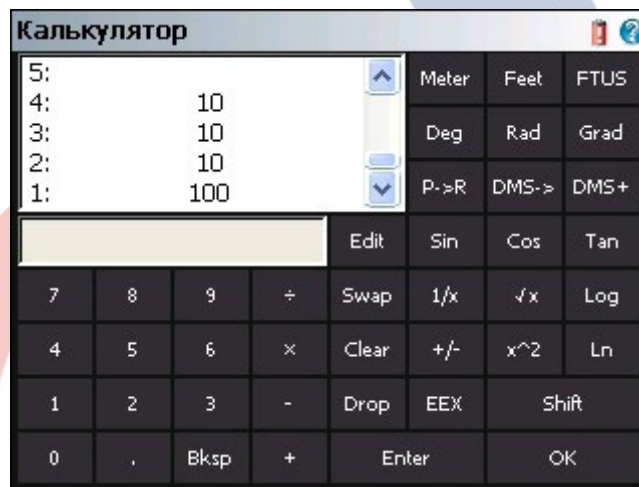 Калькулятор
5:
4: 10
3: 10
2: 10
1: 100
Meter Feet FTUS
Deg Rad Grad
P->R DMS-> DMS+
Edit Sin Cos Tan
7 8 9 ÷ Swap 1/x √x Log
4 5 6 × Clear +/- x^2 Ln
1 2 3 - Drop EEX Shift
0 . Bksp + Enter OK